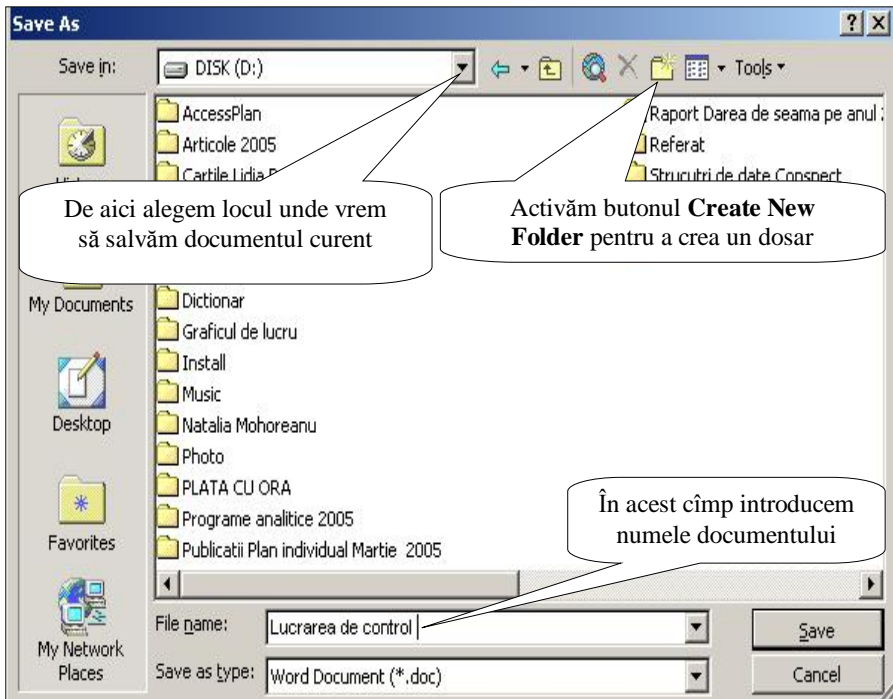 Save As
Save in:
DISK (D:)
Tools
AccessPlan
Articole 2005
Cartile Lidia
Raport Darea de seama pe anul
Referat
Strucutri de date Conspect
De aici alegem locul unde vrem
să salvăm documentul curent
Activăm butonul Create New
Folder pentru a crea un dosar
My Documents
Desktop
Favorites
My Network
Places
Dictionar
Graficul de lucru
Install
Music
Natalia Mohoreanu
Photo
PLATA CU ORA
Programe analitice 2005
Publicatii Plan individual Martie 2005
În acest cîmp introducem
numele documentului
File name:
Lucrarea de control
Save
Save as type:
Word Document (*.doc)
Cancel